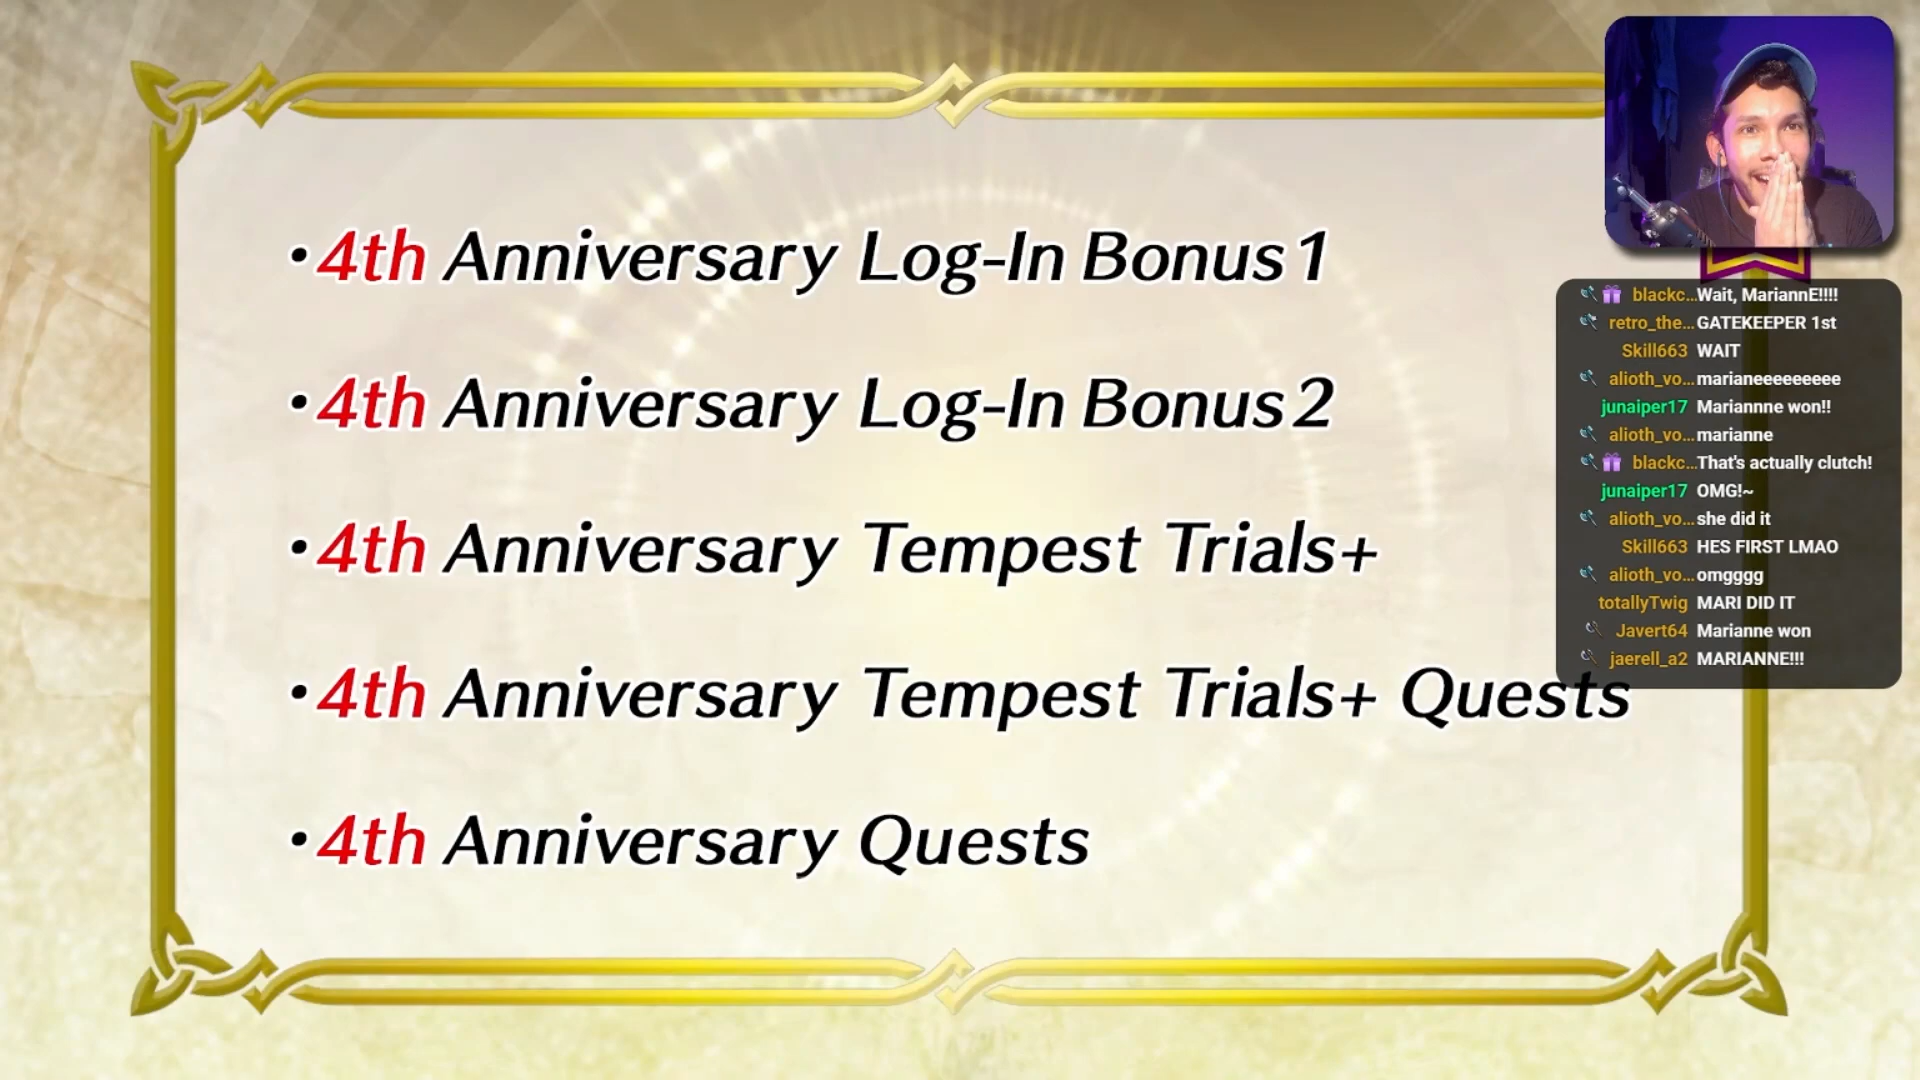 •4th Anniversary Log-In Bonus 1
•4th Anniversary Log-In Bonus 2
•4th Anniversary Tempest Trials+
•4th Anniversary Tempest Trials+ Quests
•4th Anniversary Quests
blackc...Wait, MariannE!!!!
retro_the...GATEKEEPER 1st
Skill663 WAIT
alioth_vo...marianeeeeeeeee
junaiper17 Mariannne won!!
alioth_vo...marianne
blackc...That's actually clutch!
junaiper17 OMG!~
alioth_vo...she did it
Skill663 HES FIRST LMAO
alioth_vo...omgggg
totallyTwig MARI DID IT
Javert64 Marianne won
jaerell_a2 MARIANNE!!!